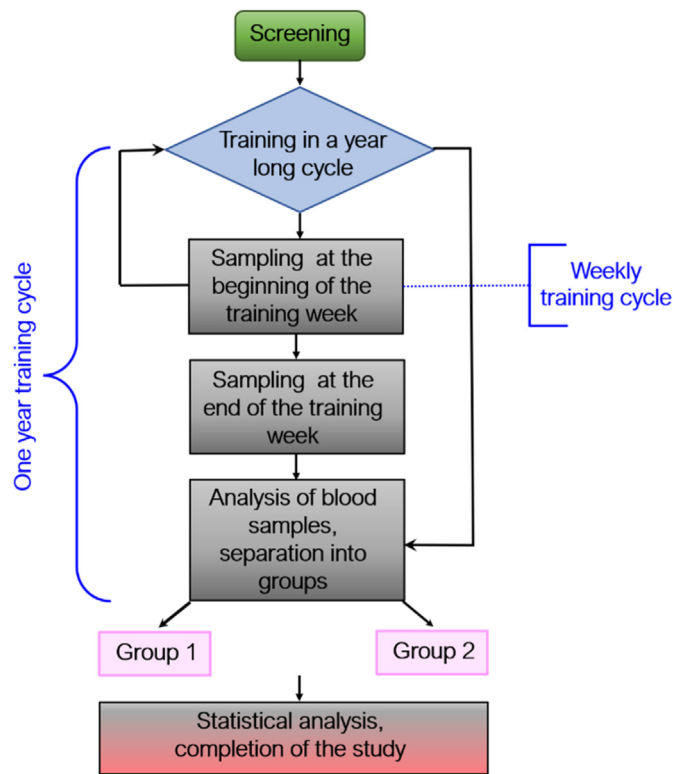 Screening
Training in a year
long cycle
Sampling at the
beginning of the
training week
Weekly
training cycle
One year training cycle
Sampling at the
end of the training
week
Analysis of blood
samples,
separation into
groups
Group 1
Group 2
Statistical analysis,
completion of the study